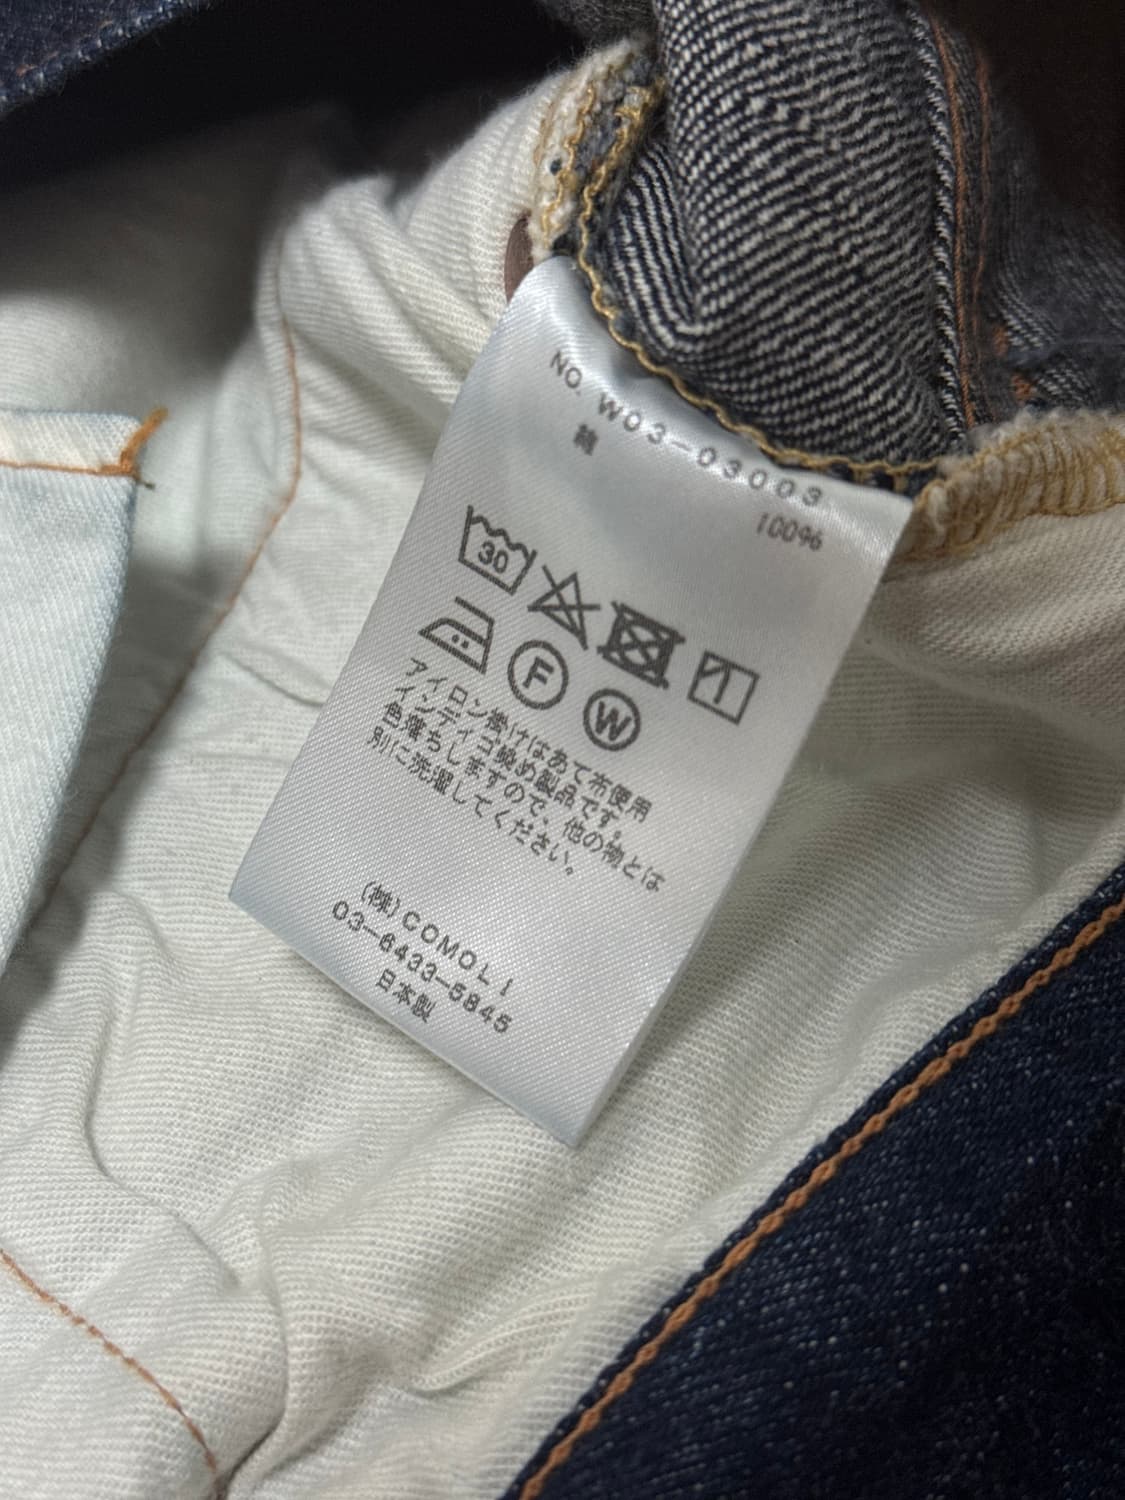 NO. W03-03003
綿 100%
30
F W
アイロン掛けはあて布使用
インディゴ染め製品です。
色落ちしますので、他の物とは
別に洗濯してください。
(株)COMOLI
03-6433-5845
日本製